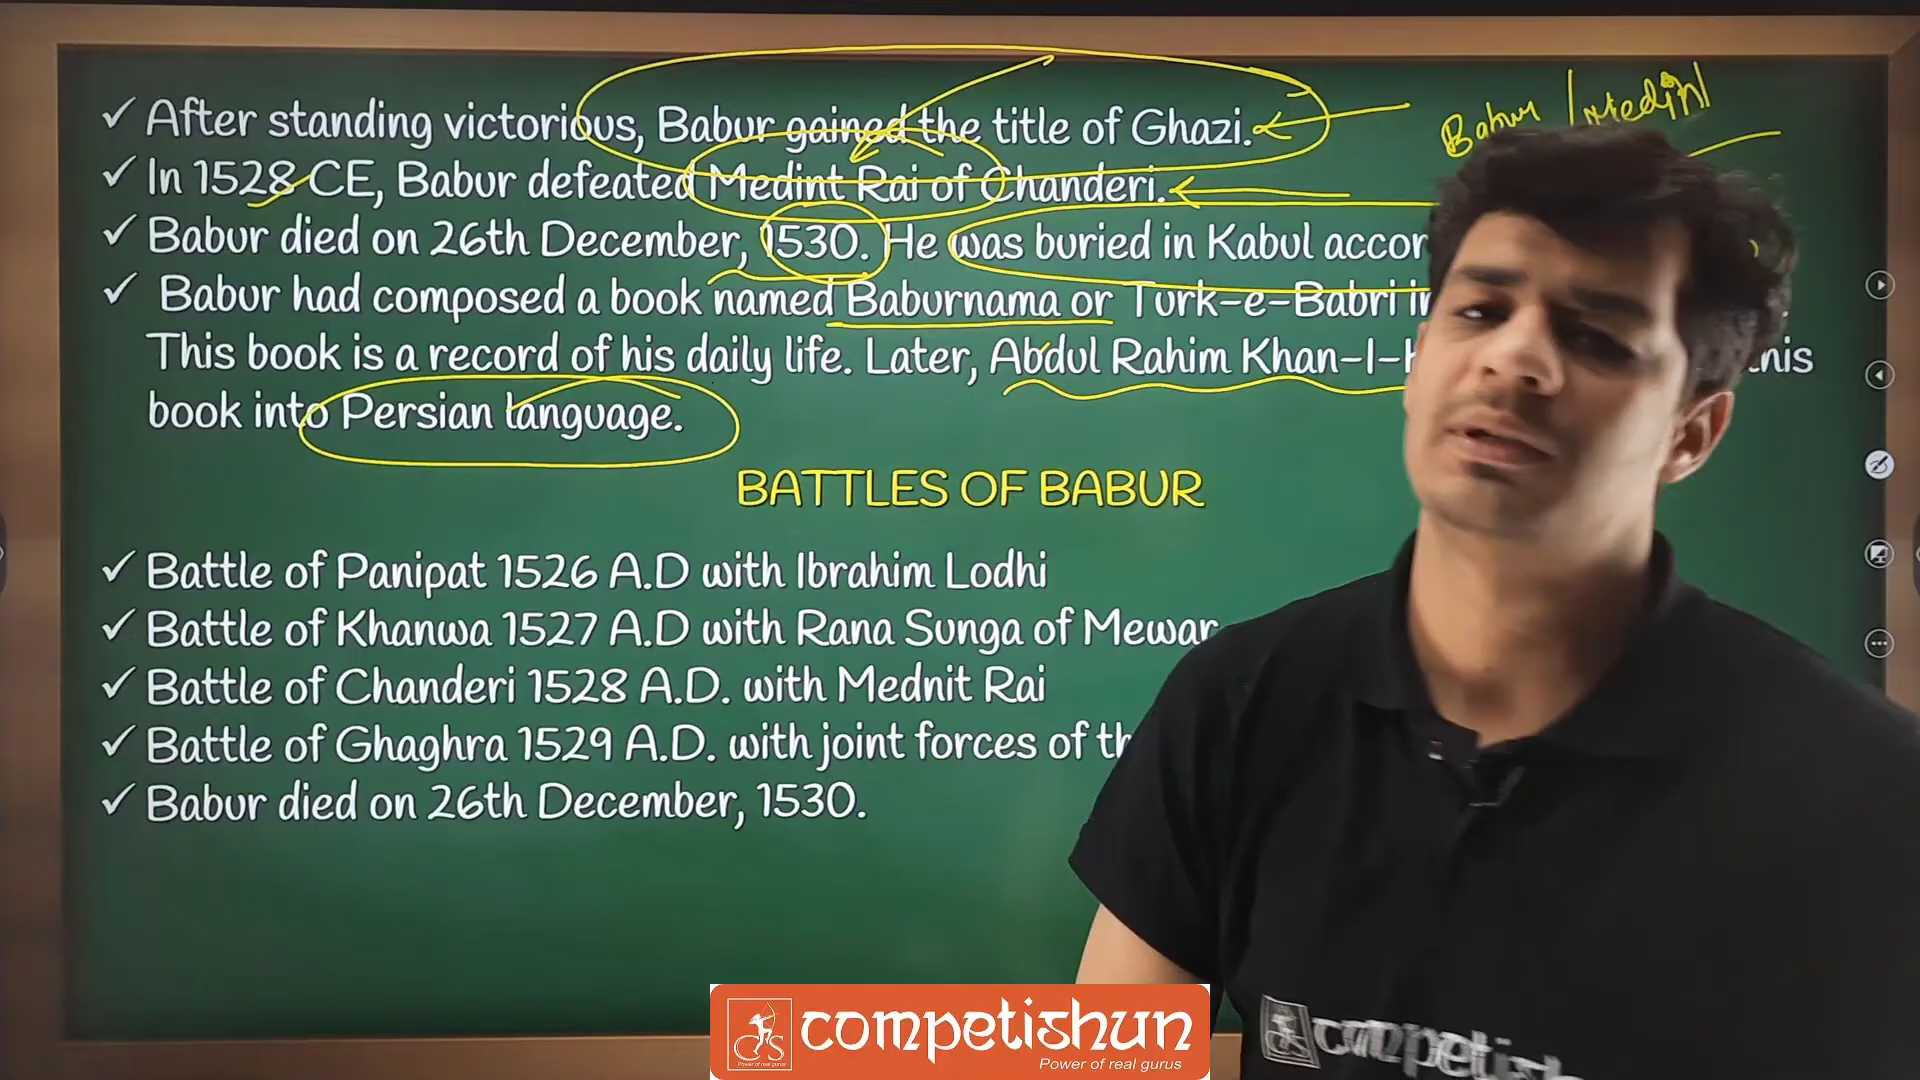 ✓ After standing victorious, Babur gained the title of Ghazi.
Babur / Medini
✓ In 1528 CE, Babur defeated Medint Rai of Chanderi.
✓ Babur died on 26th December, 1530. He was buried in Kabul
✓ Babur had composed a book named Baburnama or Turk-e-Babri
This book is a record of his daily life. Later, Abdul Rahim Khan-I- this
book into Persian language.
BATTLES OF BABUR
✓ Battle of Panipat 1526 A.D with Ibrahim Lodhi
✓ Battle of Khanwa 1527 A.D with Rana Sunga of Mewar
✓ Battle of Chanderi 1528 A.D. with Mednit Rai
✓ Battle of Ghaghra 1529 A.D. with joint forces of
✓ Babur died on 26th December, 1530.
competishun
Power of real gurus